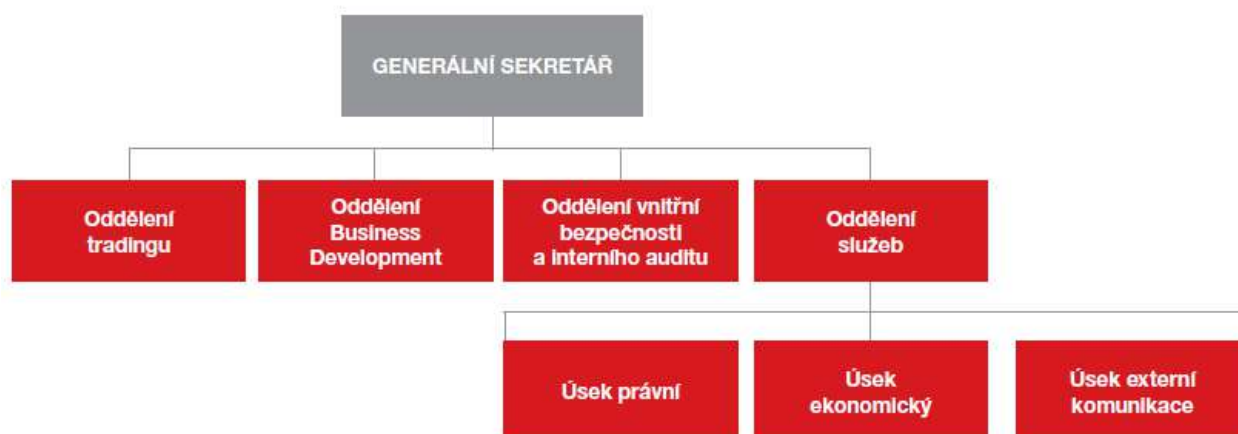 GENERÁLNÍ SEKRETÁŘ
Oddělení
tradingu
Oddělení
Business
Development
Oddělení vnitřní
bezpečnosti
a interního auditu
Oddělení
služeb
Úsek právní
Úsek
ekonomický
Úsek externí
komunikace